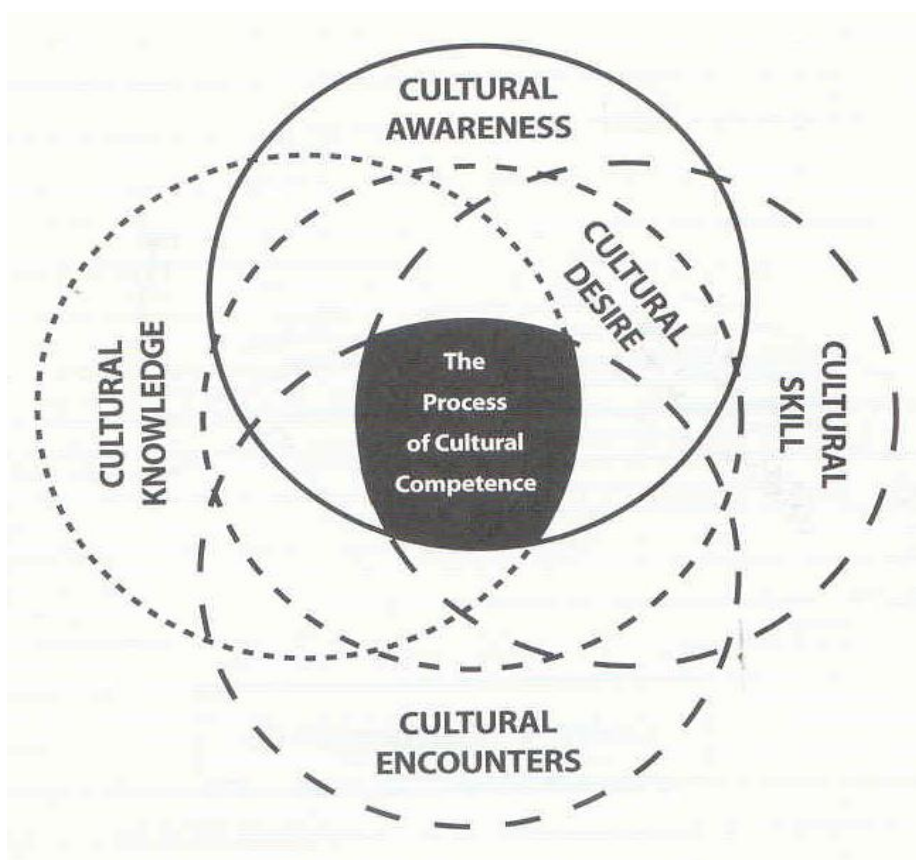 CULTURAL
AWARENESS
CULTURAL
DESIRE
CULTURAL
KNOWLEDGE
The
Process
of Cultural
Competence
CULTURAL
SKILL
CULTURAL
ENCOUNTERS